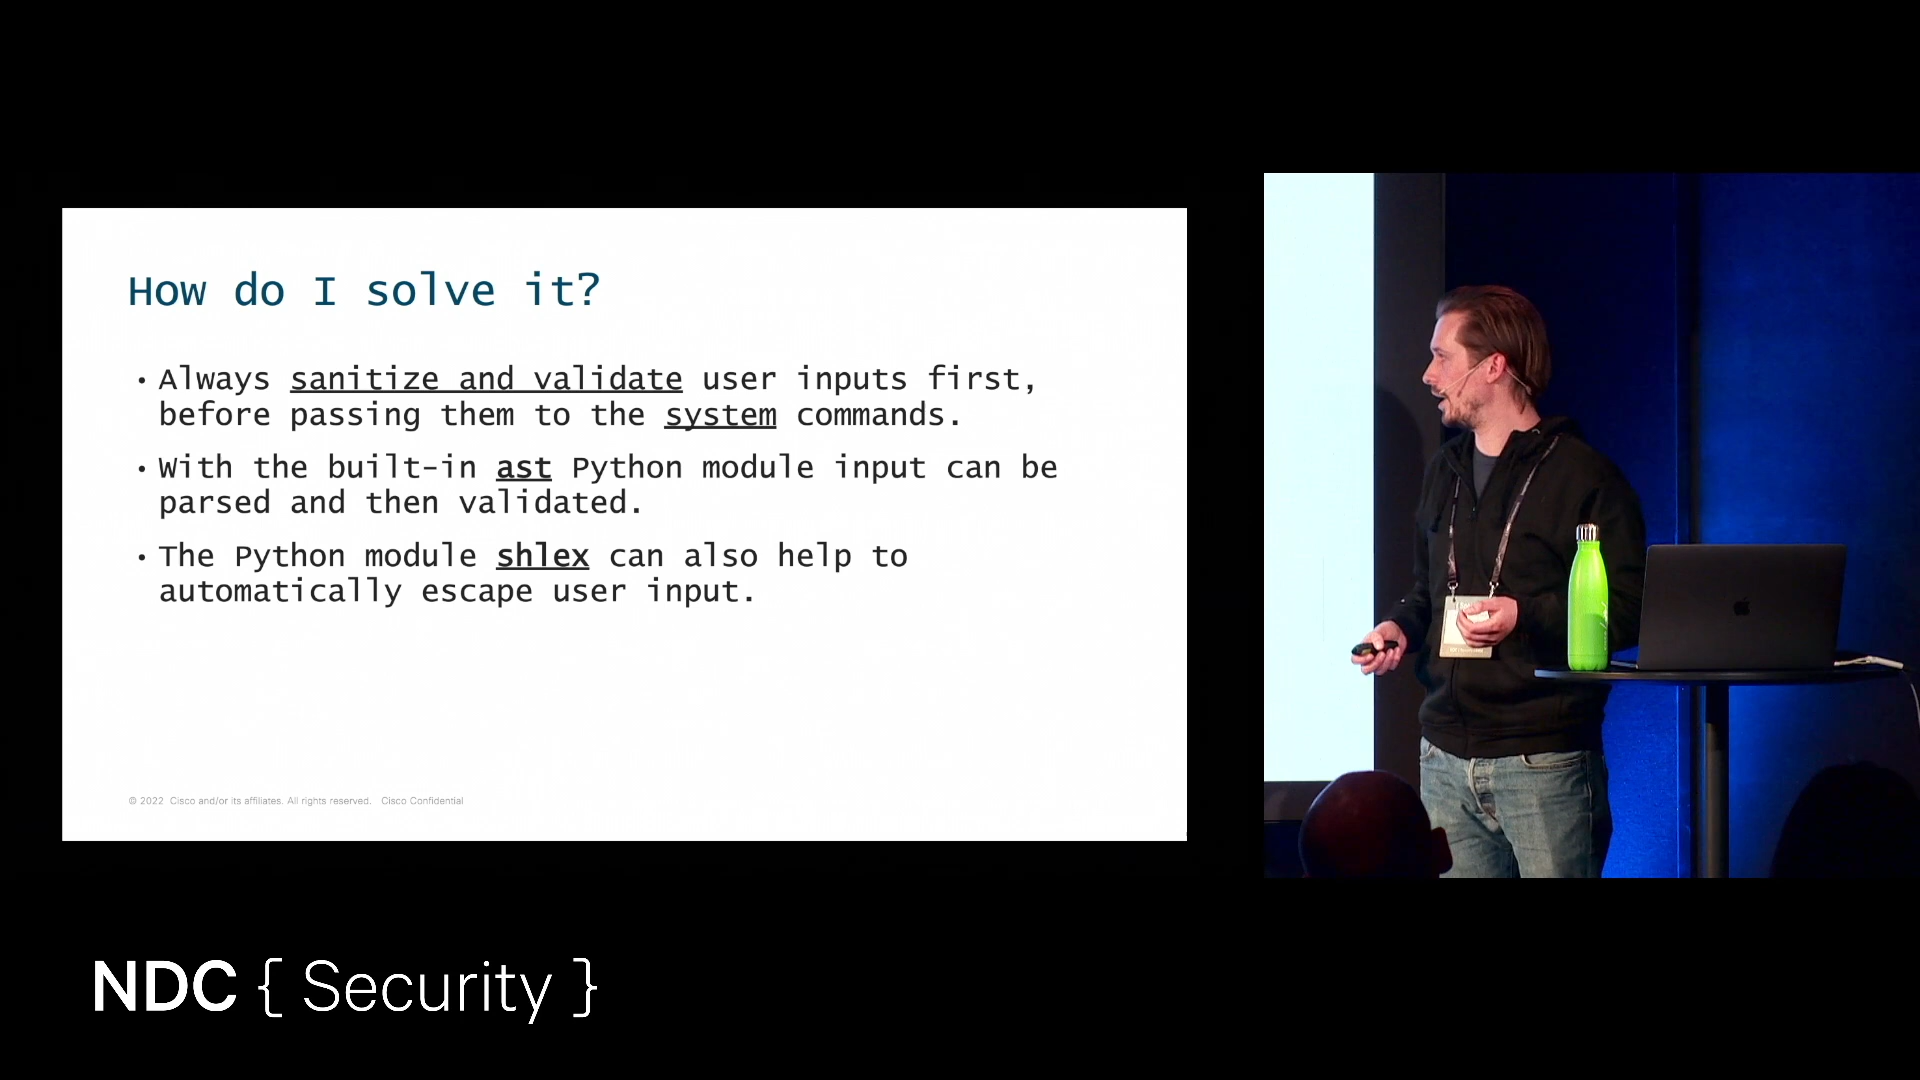 How do I solve it?
• Always sanitize and validate user inputs first,
before passing them to the system commands.
• With the built-in ast Python module input can be
parsed and then validated.
• The Python module shlex can also help to
automatically escape user input.
© 2022 Cisco and/or its affiliates. All rights reserved. Cisco Confidential
NDC { Security }